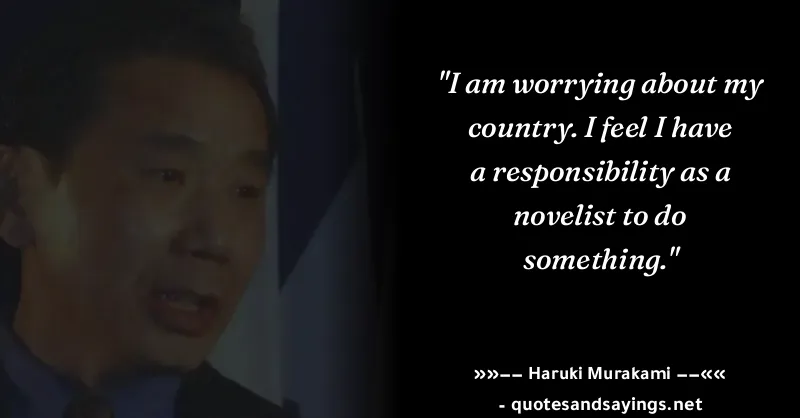 "I am worrying about my
country. I feel I have
a responsibility as a
novelist to do
something."
»»–– Haruki Murakami ––««
- quotesandsayings.net